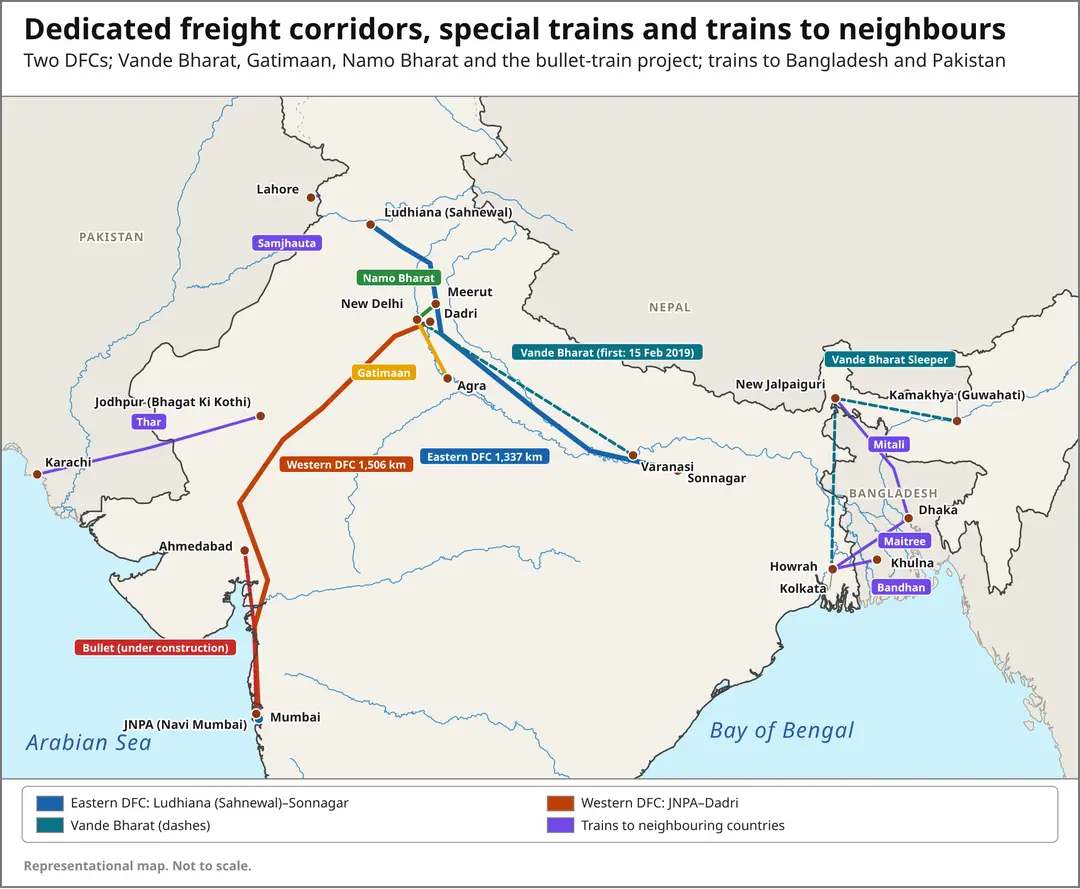 Dedicated freight corridors, special trains and trains to neighbours
Two DFCs; Vande Bharat, Gatimaan, Namo Bharat and the bullet-train project; trains to Bangladesh and Pakistan
Lahore
Ludhiana (Sahnewal)
PAKISTAN
Samjhauta
Namo Bharat
Meerut
New Delhi
Dadri
NEPAL
Vande Bharat (first: 15 Feb 2019)
Vande Bharat Sleeper
Gatimaan
Agra
New Jalpaiguri
Kamakhya (Guwahati)
Jodhpur (Bhagat Ki Kothi)
Thar
Mitali
Karachi
Western DFC 1,506 km
Eastern DFC 1,337 km
Varanasi
Sonnagar
BANGLADESH
Dhaka
Ahmedabad
Maitree
Howrah
Khulna
Kolkata
Bandhan
Bullet (under construction)
JNPA (Navi Mumbai)
Mumbai
Arabian Sea
Bay of Bengal
Eastern DFC: Ludhiana (Sahnewal)–Sonnagar
Western DFC: JNPA–Dadri
Vande Bharat (dashes)
Trains to neighbouring countries
Representational map. Not to scale.